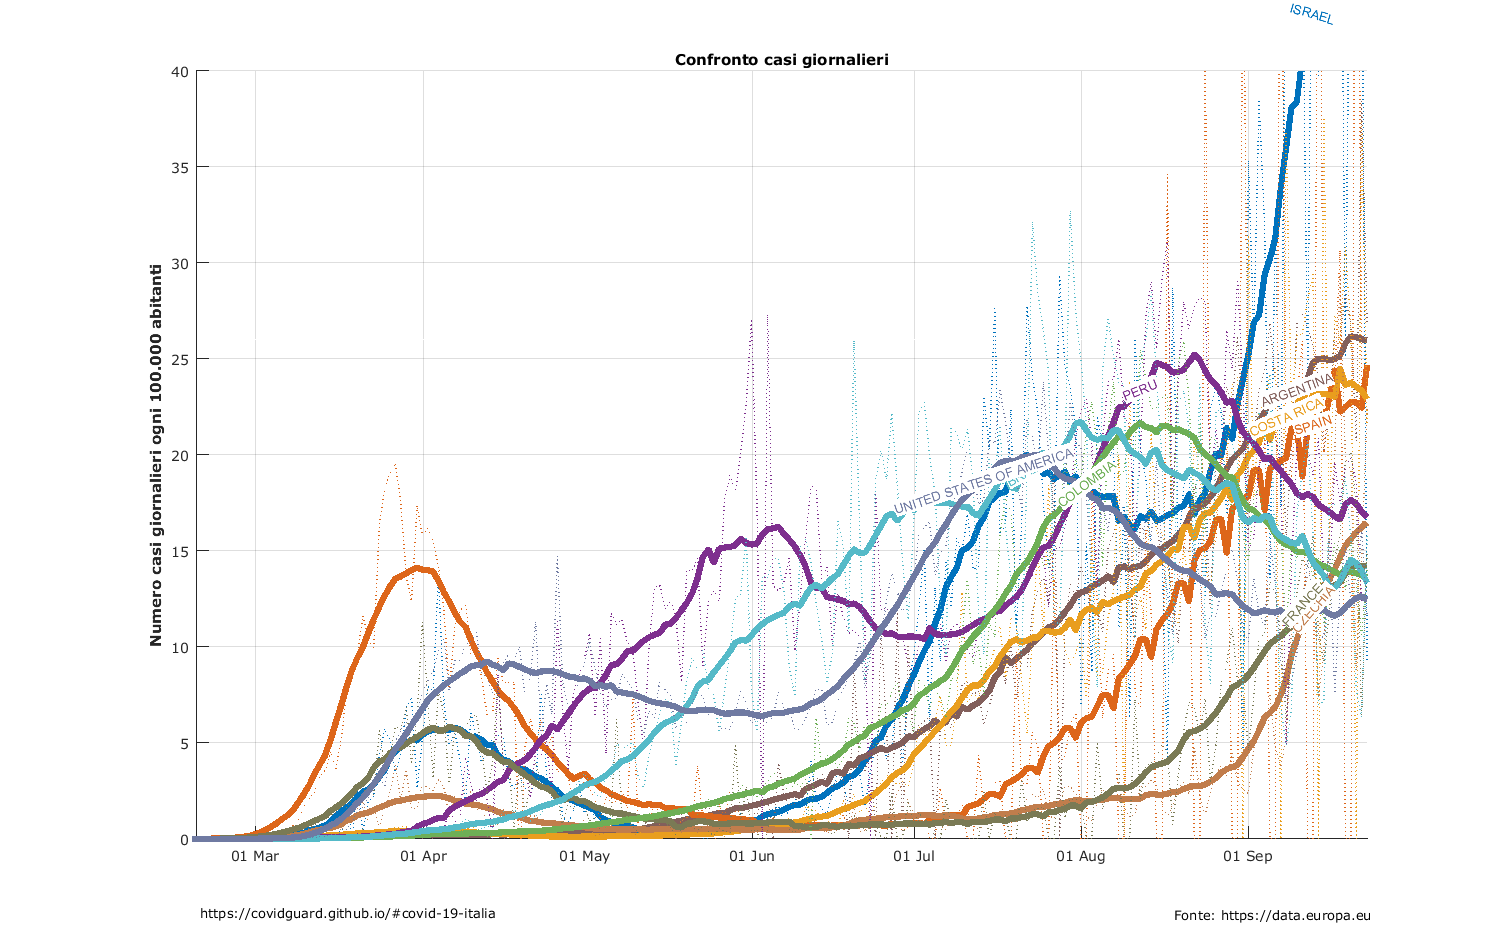 ISRAEL
Confronto casi giornalieri
Numero casi giornalieri ogni 100.000 abitanti
40
35
30
25
20
15
10
5
0
PERU
ARGENTINA
COSTA RICA
SPAIN
UNITED STATES OF AMERICA
COLOMBIA
FRANCE
CZECHIA
01 Mar
01 Apr
01 May
01 Jun
01 Jul
01 Aug
01 Sep
https://covidguard.github.io/#covid-19-italia
Fonte: https://data.europa.eu